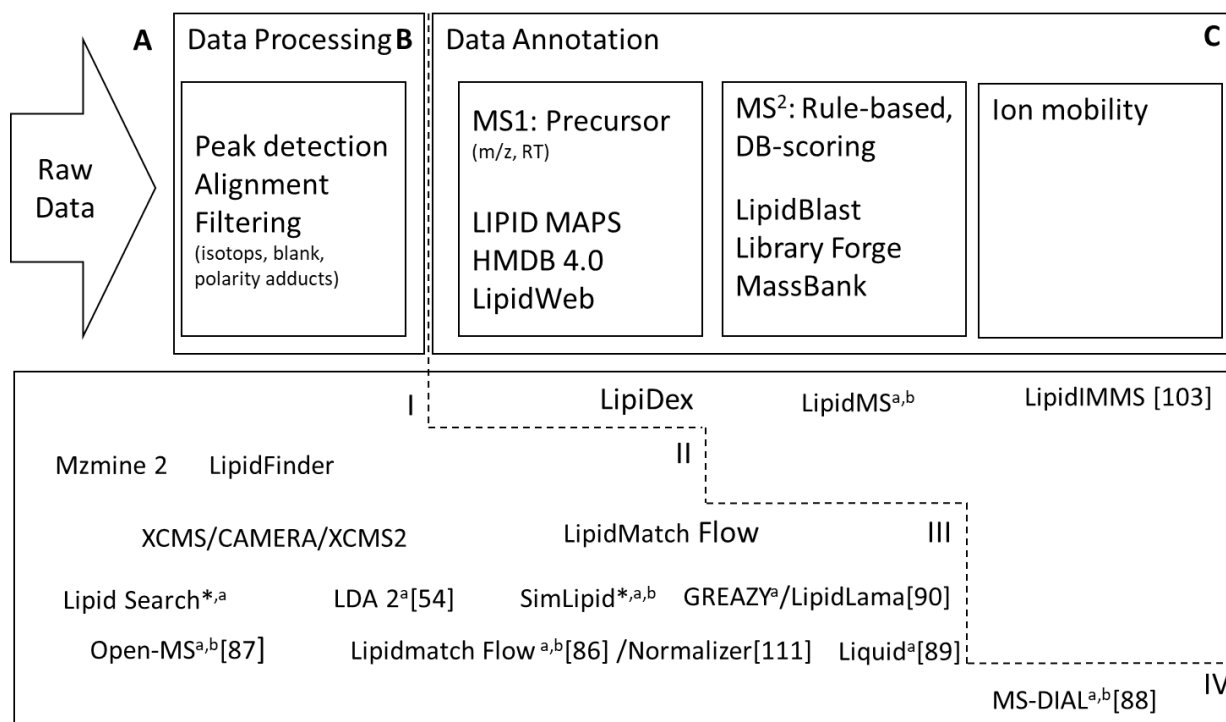 A
Data Processing B
Data Annotation
C
Raw
Data
Peak detection
Alignment
Filtering
(isotops, blank,
polarity adducts)
MS1: Precursor
(m/z, RT)
LIPID MAPS
HMDB 4.0
LipidWeb
MS²: Rule-based,
DB-scoring
LipidBlast
Library Forge
MassBank
Ion mobility
I
LipiDex
LipidMSᵃ,ᵇ
LipidIMMS [103]
II
Mzmine 2
LipidFinder
XCMS/CAMERA/XCMS2
LipidMatch Flow
III
Lipid Search*,ᵃ
LDA 2ᵃ[54]
SimLipid*,ᵃ,ᵇ
GREAZYᵃ/LipidLama[90]
Open-MSᵃ,ᵇ[87]
Lipidmatch Flow ᵃ,ᵇ[86] /Normalizer[111]
Liquidᵃ[89]
IV
MS-DIALᵃ,ᵇ[88]